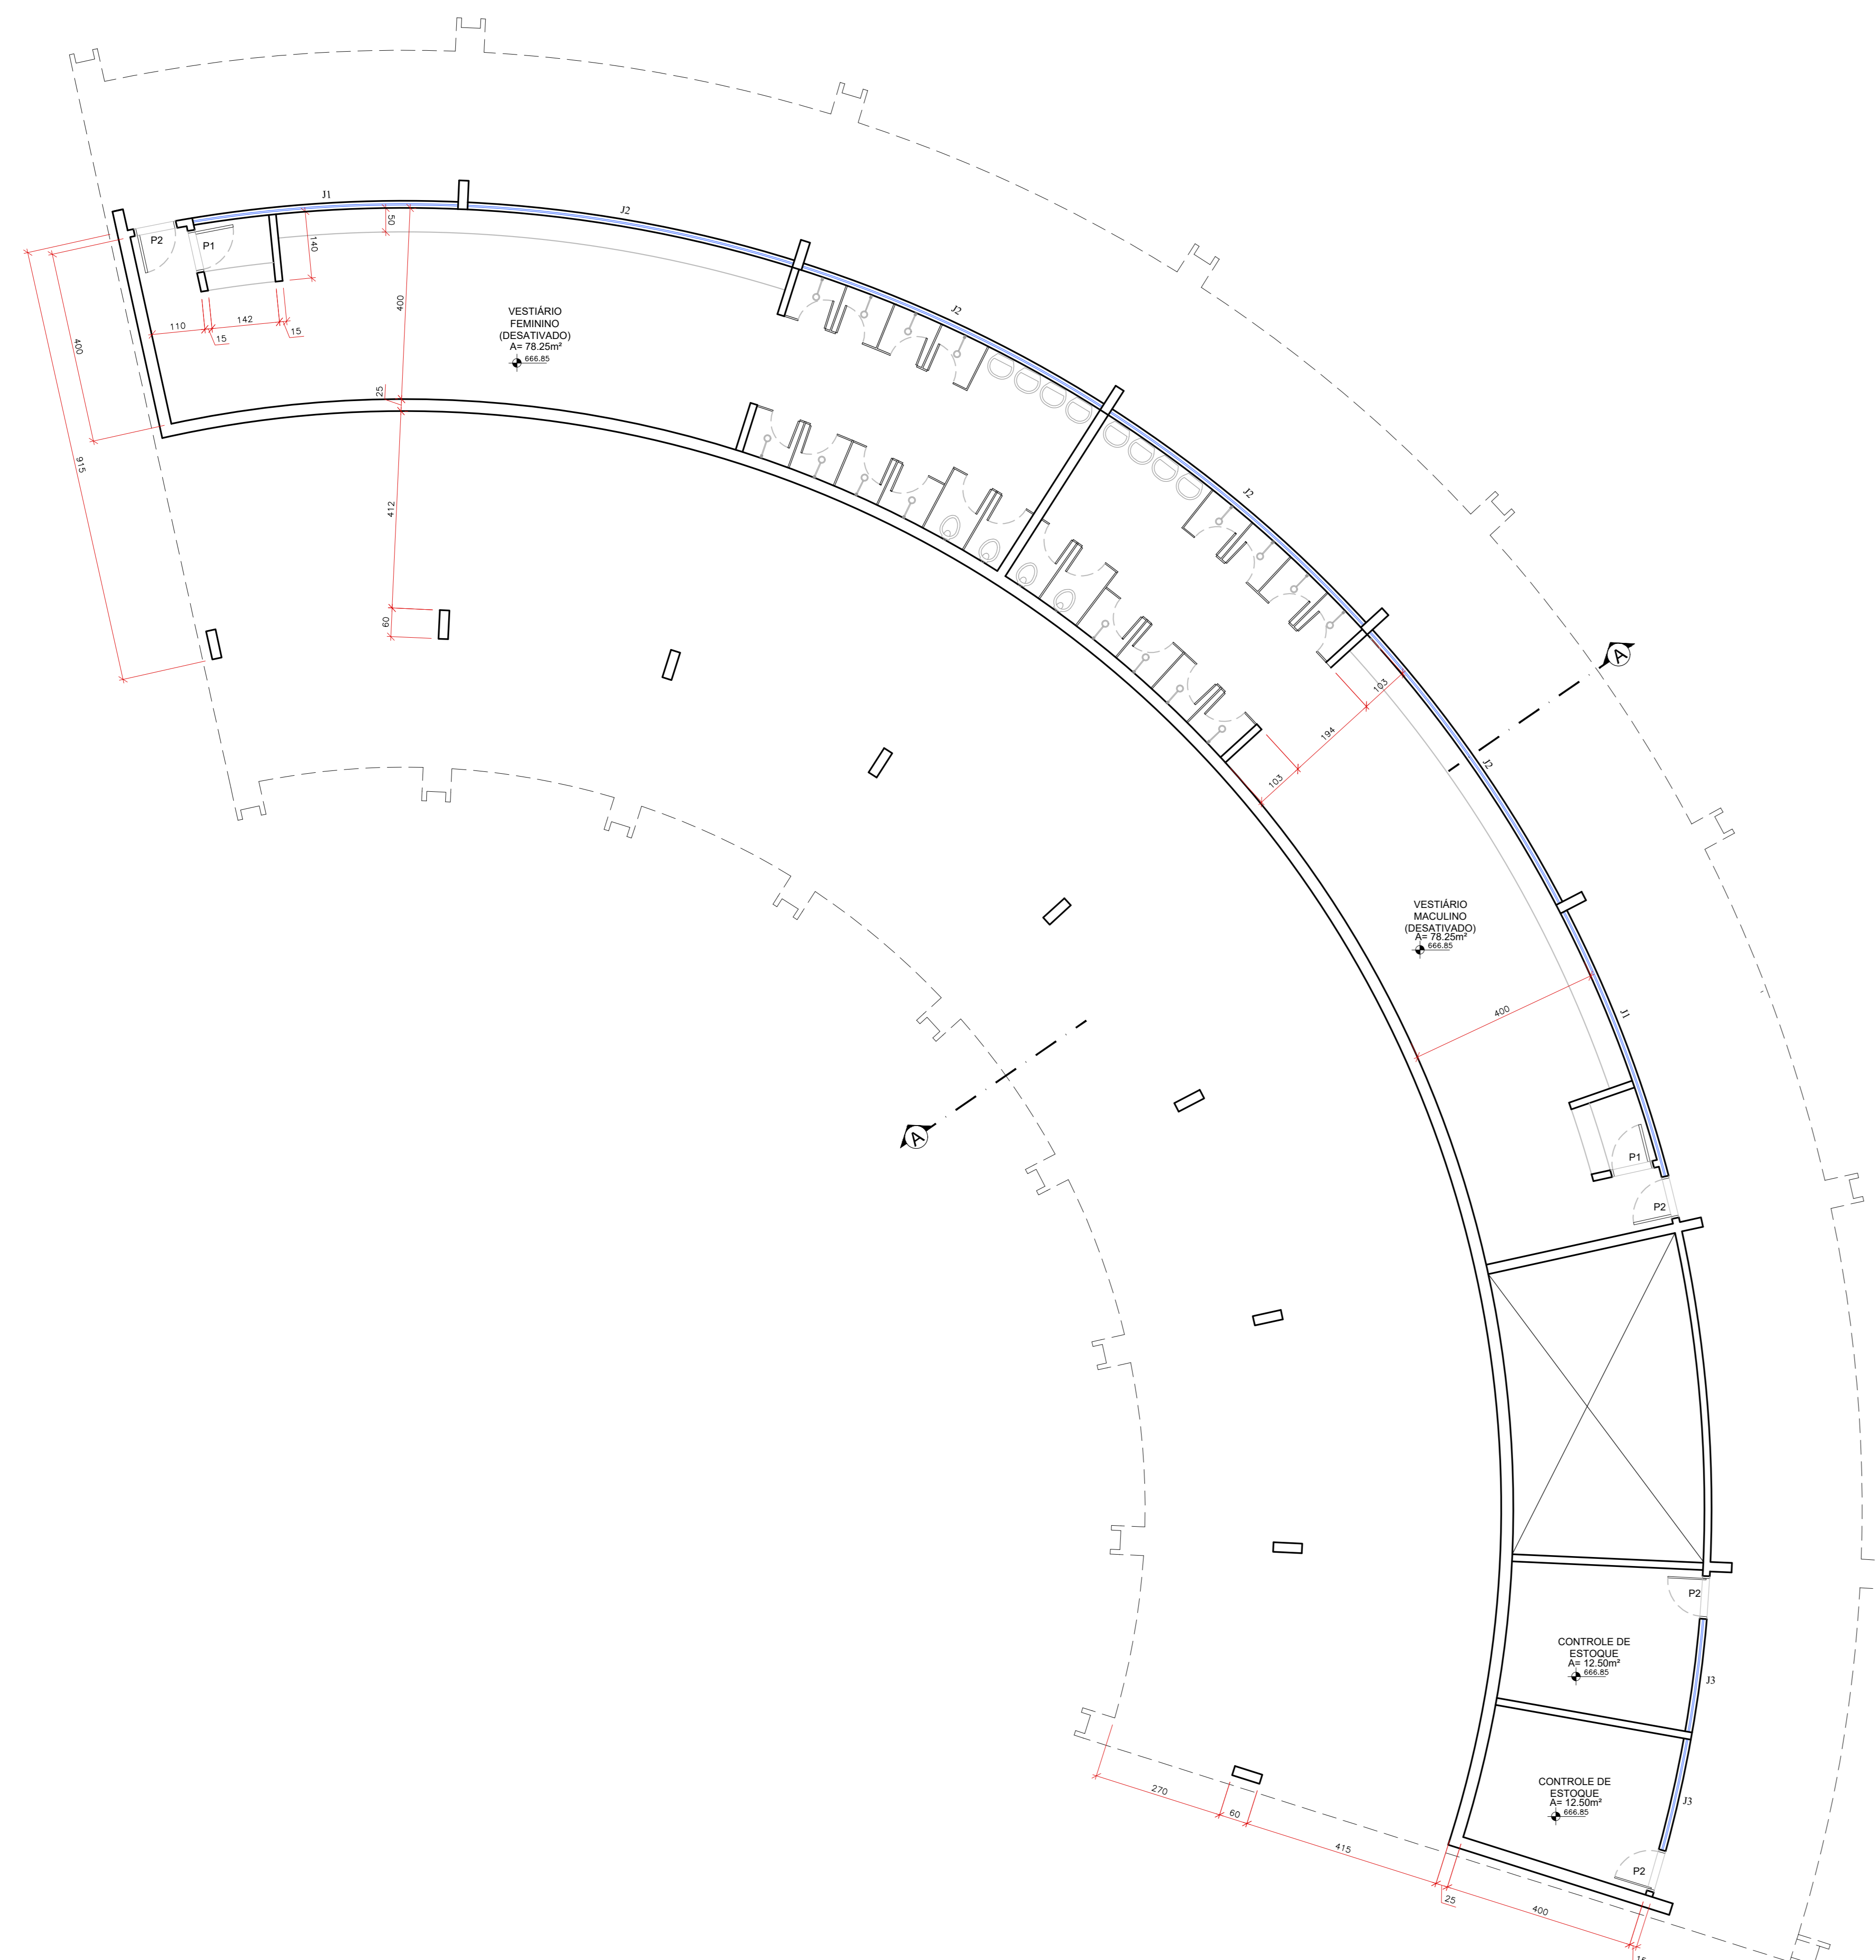 J1
J2
P2
P1
50
140
400
VESTIÁRIO
FEMININO
(DESATIVADO)
A= 78.25m²
666.85
110
142
15
15
400
915
25
412
60
J2
J2
103
194
103
A
J2
VESTIÁRIO
MACULINO
(DESATIVADO)
A= 78.25m²
666.85
400
J1
A
P1
P2
P2
CONTROLE DE
ESTOQUE
A= 12.50m²
666.85
J3
CONTROLE DE
ESTOQUE
A= 12.50m²
666.85
J3
P2
270
60
415
25
400